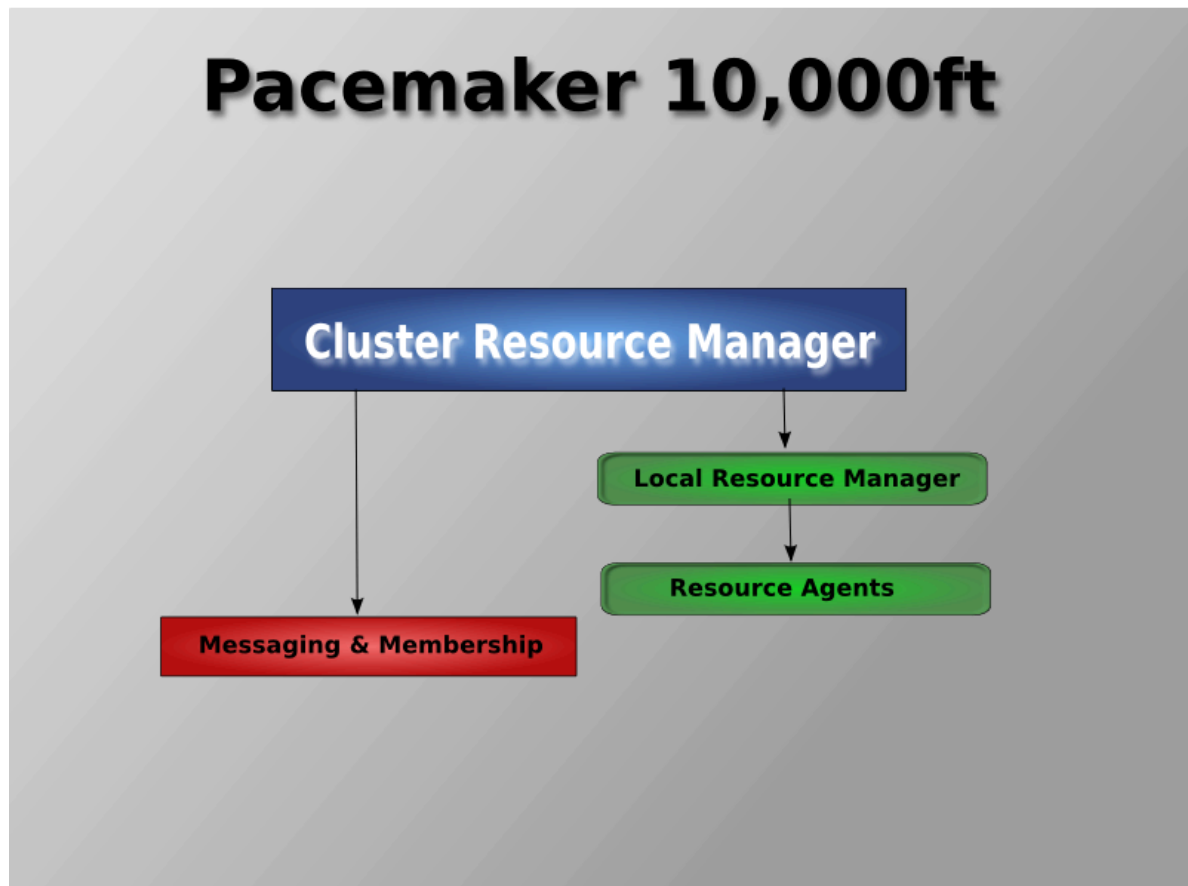 Pacemaker 10,000ft
Cluster Resource Manager
Local Resource Manager
Resource Agents
Messaging & Membership